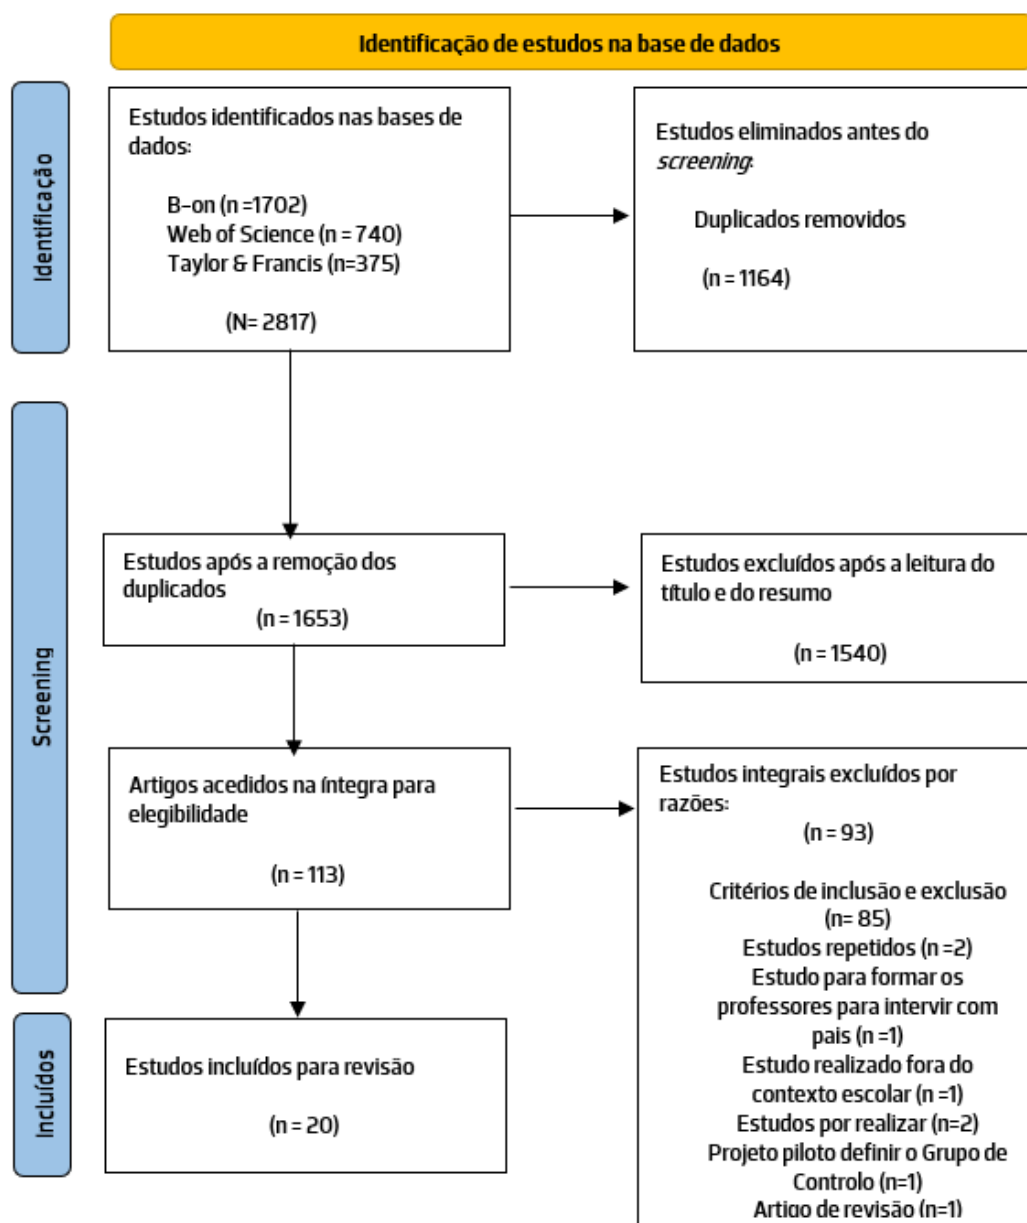 Identificação de estudos na base de dados
Identificação
Estudos identificados nas bases de
dados:
B-on (n =1702)
Web of Science (n = 740)
Taylor & Francis (n=375)
(N= 2817)
Estudos eliminados antes do
screening:
Duplicados removidos
(n = 1164)
Screening
Estudos após a remoção dos
duplicados
(n = 1653)
Estudos excluídos após a leitura do
título e do resumo
(n = 1540)
Artigos acedidos na íntegra para
elegibilidade
(n = 113)
Estudos integrais excluídos por
razões:
(n = 93)
Critérios de inclusão e exclusão
(n= 85)
Estudos repetidos (n =2)
Estudo para formar os
professores para intervir com
pais (n =1)
Estudo realizado fora do
contexto escolar (n =1)
Estudos por realizar (n=2)
Projeto piloto definir o Grupo de
Controlo (n=1)
Artigo de revisão (n=1)
Incluídos
Estudos incluídos para revisão
(n = 20)